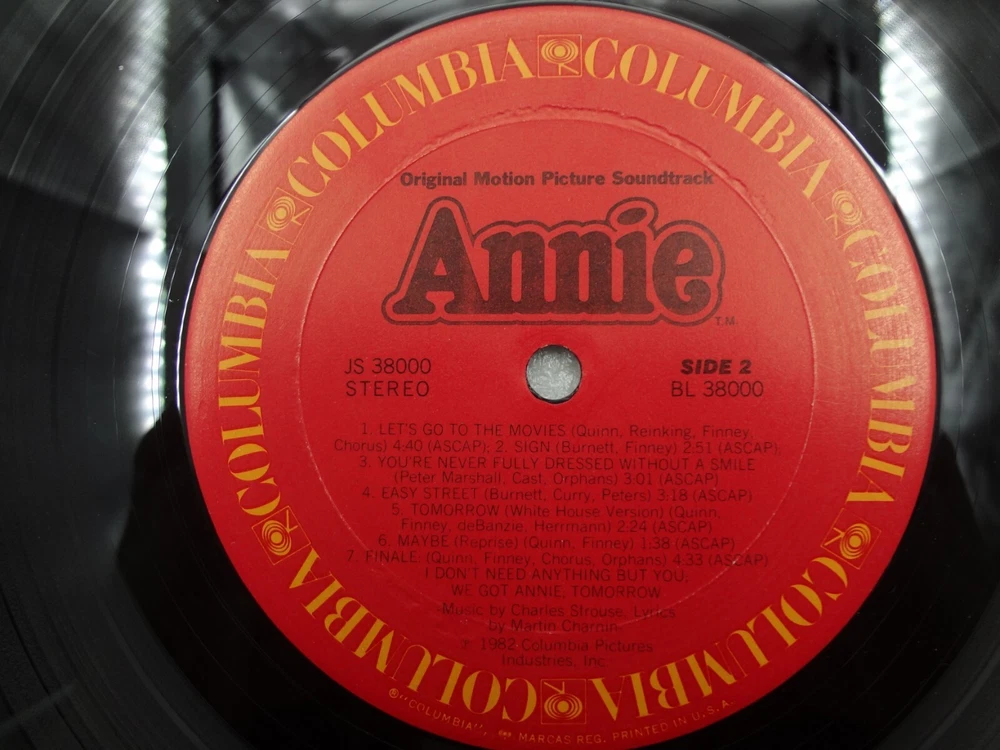 COLUMBIA COLUMBIA COLUMBIA COLUMBIA COLUMBIA COLUMBIA
Original Motion Picture Soundtrack
Annie
T.M.
JS 38000
STEREO
SIDE 2
BL 38000
1. LET'S GO TO THE MOVIES (Quinn, Reinking, Finney,
Chorus) 4:40 (ASCAP); 2. SIGN (Burnett, Finney) 2:51 (ASCAP);
3. YOU'RE NEVER FULLY DRESSED WITHOUT A SMILE
(Peter Marshall, Cast, Orphans) 3:01 (ASCAP)
4. EASY STREET (Burnett, Curry, Peters) 3:18 (ASCAP)
5. TOMORROW (White House Version) (Quinn,
Finney, deBanzie, Herrmann) 2:24 (ASCAP)
6. MAYBE (Reprise) (Quinn, Finney) 1:38 (ASCAP)
7. FINALE: (Quinn, Finney, Chorus, Orphans) 4:33 (ASCAP)
I DON'T NEED ANYTHING BUT YOU,
WE GOT ANNIE, TOMORROW
-Music by Charles Strouse, Lyrics
by Martin Charnin-
℗ 1982 Columbia Pictures
Industries, Inc.
®"COLUMBIA", MARCAS REG. PRINTED IN U.S.A.